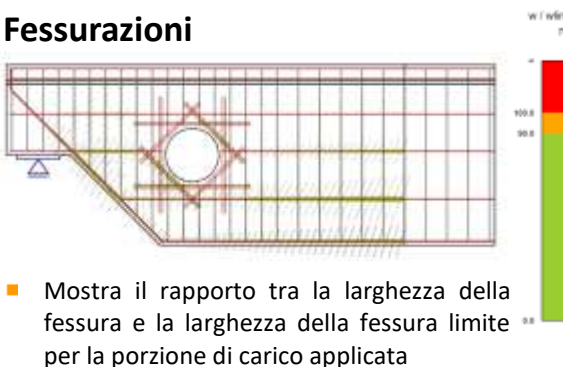 Fessurazioni
w / wlim
100.0
90.0
0.0
Mostra il rapporto tra la larghezza della
fessura e la larghezza della fessura limite
per la porzione di carico applicata